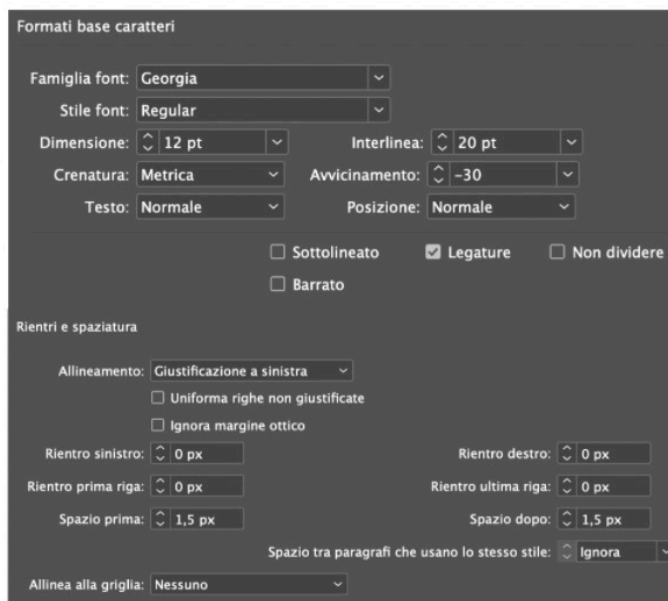 Formati base caratteri
Famiglia font: Georgia
Stile font: Regular
Dimensione: 12 pt Interlinea: 20 pt
Crenatura: Metrica Avvicinamento: -30
Testo: Normale Posizione: Normale
Sottolineato Legature Non dividere
Barrato
Rientri e spaziatura
Allineamento: Giustificazione a sinistra
Uniforma righe non giustificate
Ignora margine ottico
Rientro sinistro: 0 px Rientro destro: 0 px
Rientro prima riga: 0 px Rientro ultima riga: 0 px
Spazio prima: 1,5 px Spazio dopo: 1,5 px
Spazio tra paragrafi che usano lo stesso stile: Ignora
Allinea alla griglia: Nessuno